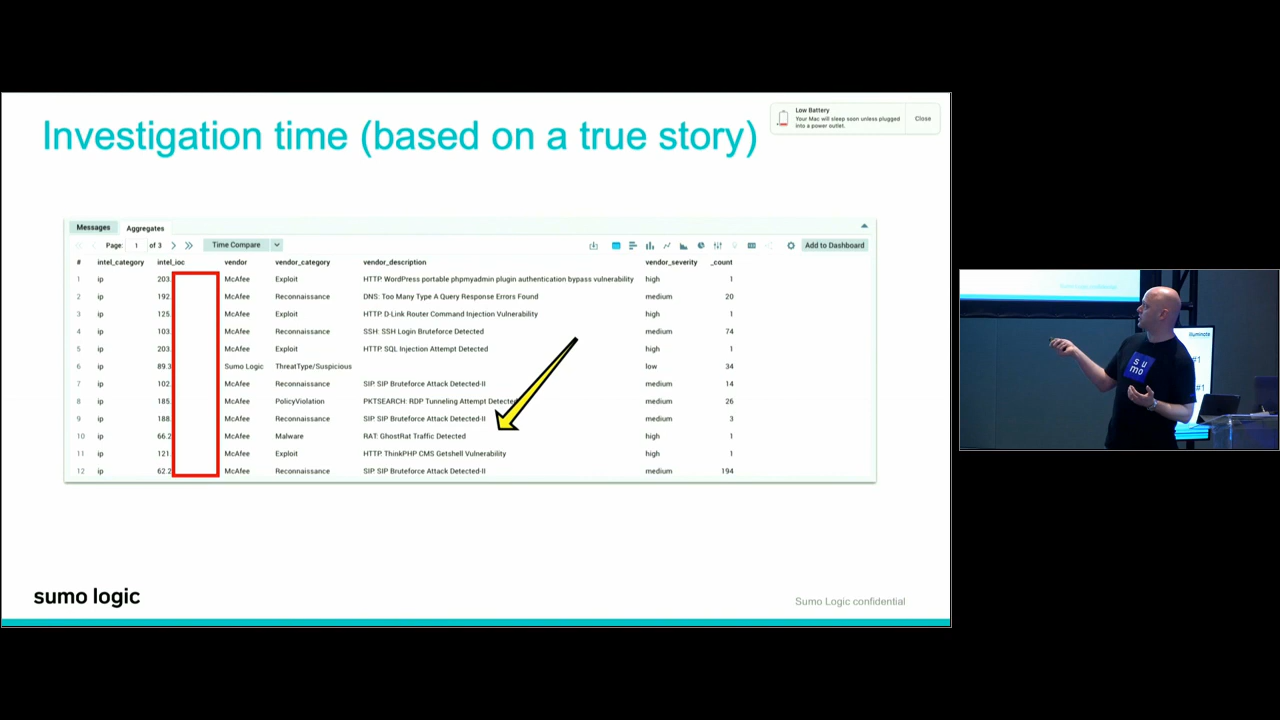 Investigation time (based on a true story)
Low Battery
Your Mac will sleep soon unless plugged
into a power outlet.
Close
Messages Aggregates
Page: 1 of 3 Time Compare Add to Dashboard
# intel_category intel_ioc vendor vendor_category vendor_description vendor_severity _count
1 ip 203. McAfee Exploit HTTP: WordPress portable phpmyadmin plugin authentication bypass vulnerability high 1
2 ip 192. McAfee Reconnaissance DNS: Too Many Type A Query Response Errors Found medium 20
3 ip 125. McAfee Exploit HTTP: D-Link Router Command Injection Vulnerability high 1
4 ip 103. McAfee Reconnaissance SSH: SSH Login Bruteforce Detected medium 74
5 ip 203. McAfee Exploit HTTP: SQL Injection Attempt Detected high 1
6 ip 89.3 Sumo Logic ThreatType/Suspicious low 34
7 ip 102. McAfee Reconnaissance SIP: SIP Bruteforce Attack Detected-II medium 14
8 ip 185. McAfee PolicyViolation PKTSEARCH: RDP Tunneling Attempt Detected medium 26
9 ip 188. McAfee Reconnaissance SIP: SIP Bruteforce Attack Detected-II medium 3
10 ip 66.2 McAfee Malware RAT: GhostRat Traffic Detected high 1
11 ip 121. McAfee Exploit HTTP: ThinkPHP CMS Getshell Vulnerability high 1
12 ip 62.2 McAfee Reconnaissance SIP: SIP Bruteforce Attack Detected-II medium 194
sumo logic
Sumo Logic confidential
illuminate
#1
su
mo
#1